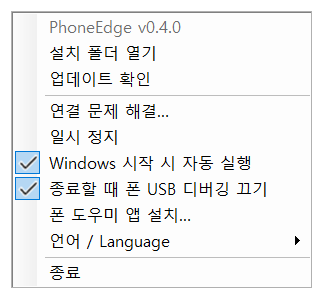 PhoneEdge v0.4.0
설치 폴더 열기
업데이트 확인
연결 문제 해결...
일시 정지
Windows 시작 시 자동 실행
종료할 때 폰 USB 디버깅 끄기
폰 도우미 앱 설치...
언어 / Language
종료